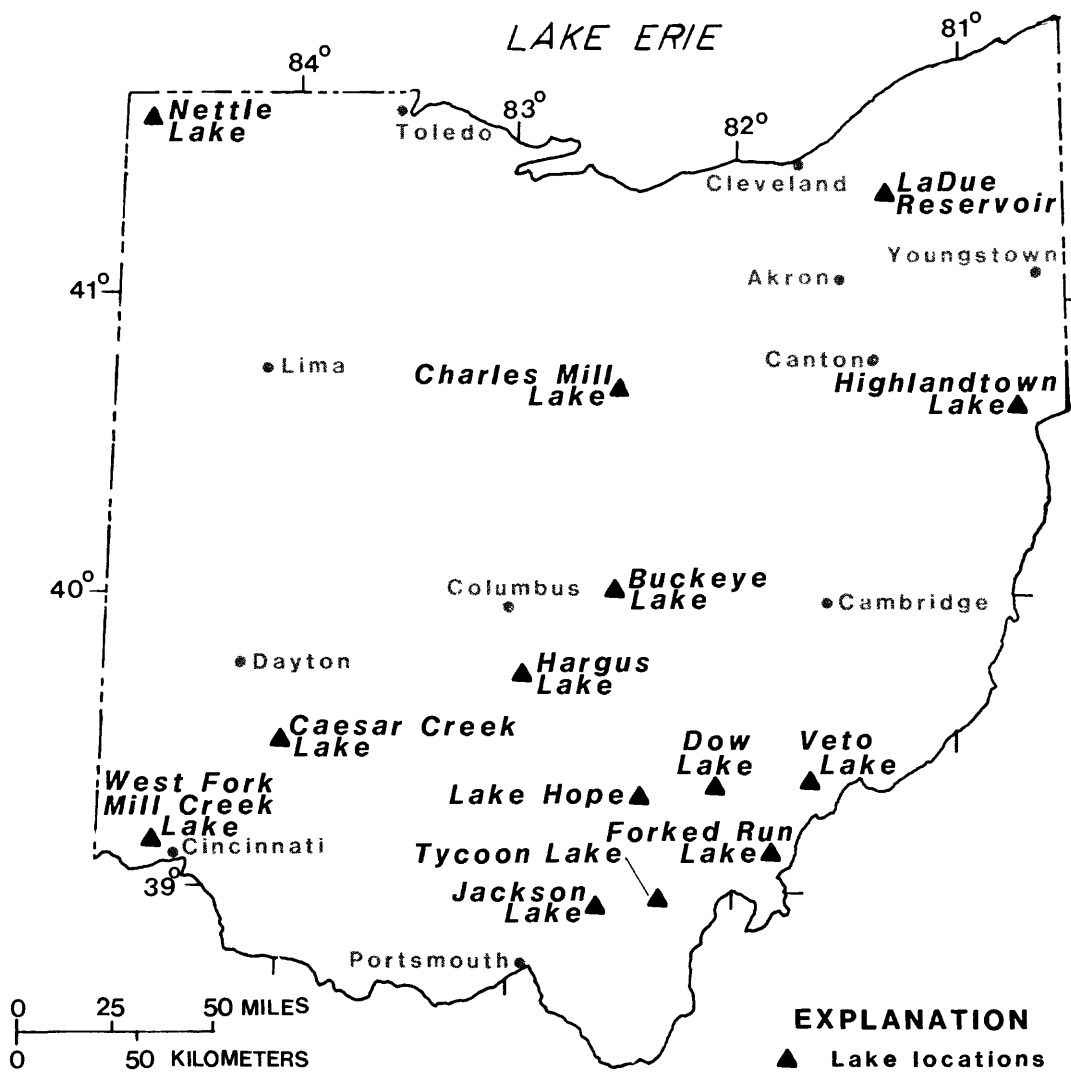 LAKE ERIE
84°
83°
82°
81°
Nettle
Lake
Toledo
Cleveland
LaDue
Reservoir
Youngstown
Akron
41°
Lima
Canton
Charles Mill
Lake
Highlandtown
Lake
40°
Columbus
Buckeye
Lake
Cambridge
Dayton
Hargus
Lake
Caesar Creek
Lake
Dow
Lake
Veto
Lake
West Fork
Mill Creek
Lake
Lake Hope
Cincinnati
Forked Run
Lake
Tycoon Lake
39°
Jackson
Lake
Portsmouth
0 25 50 MILES
0 50 KILOMETERS
EXPLANATION
Lake locations